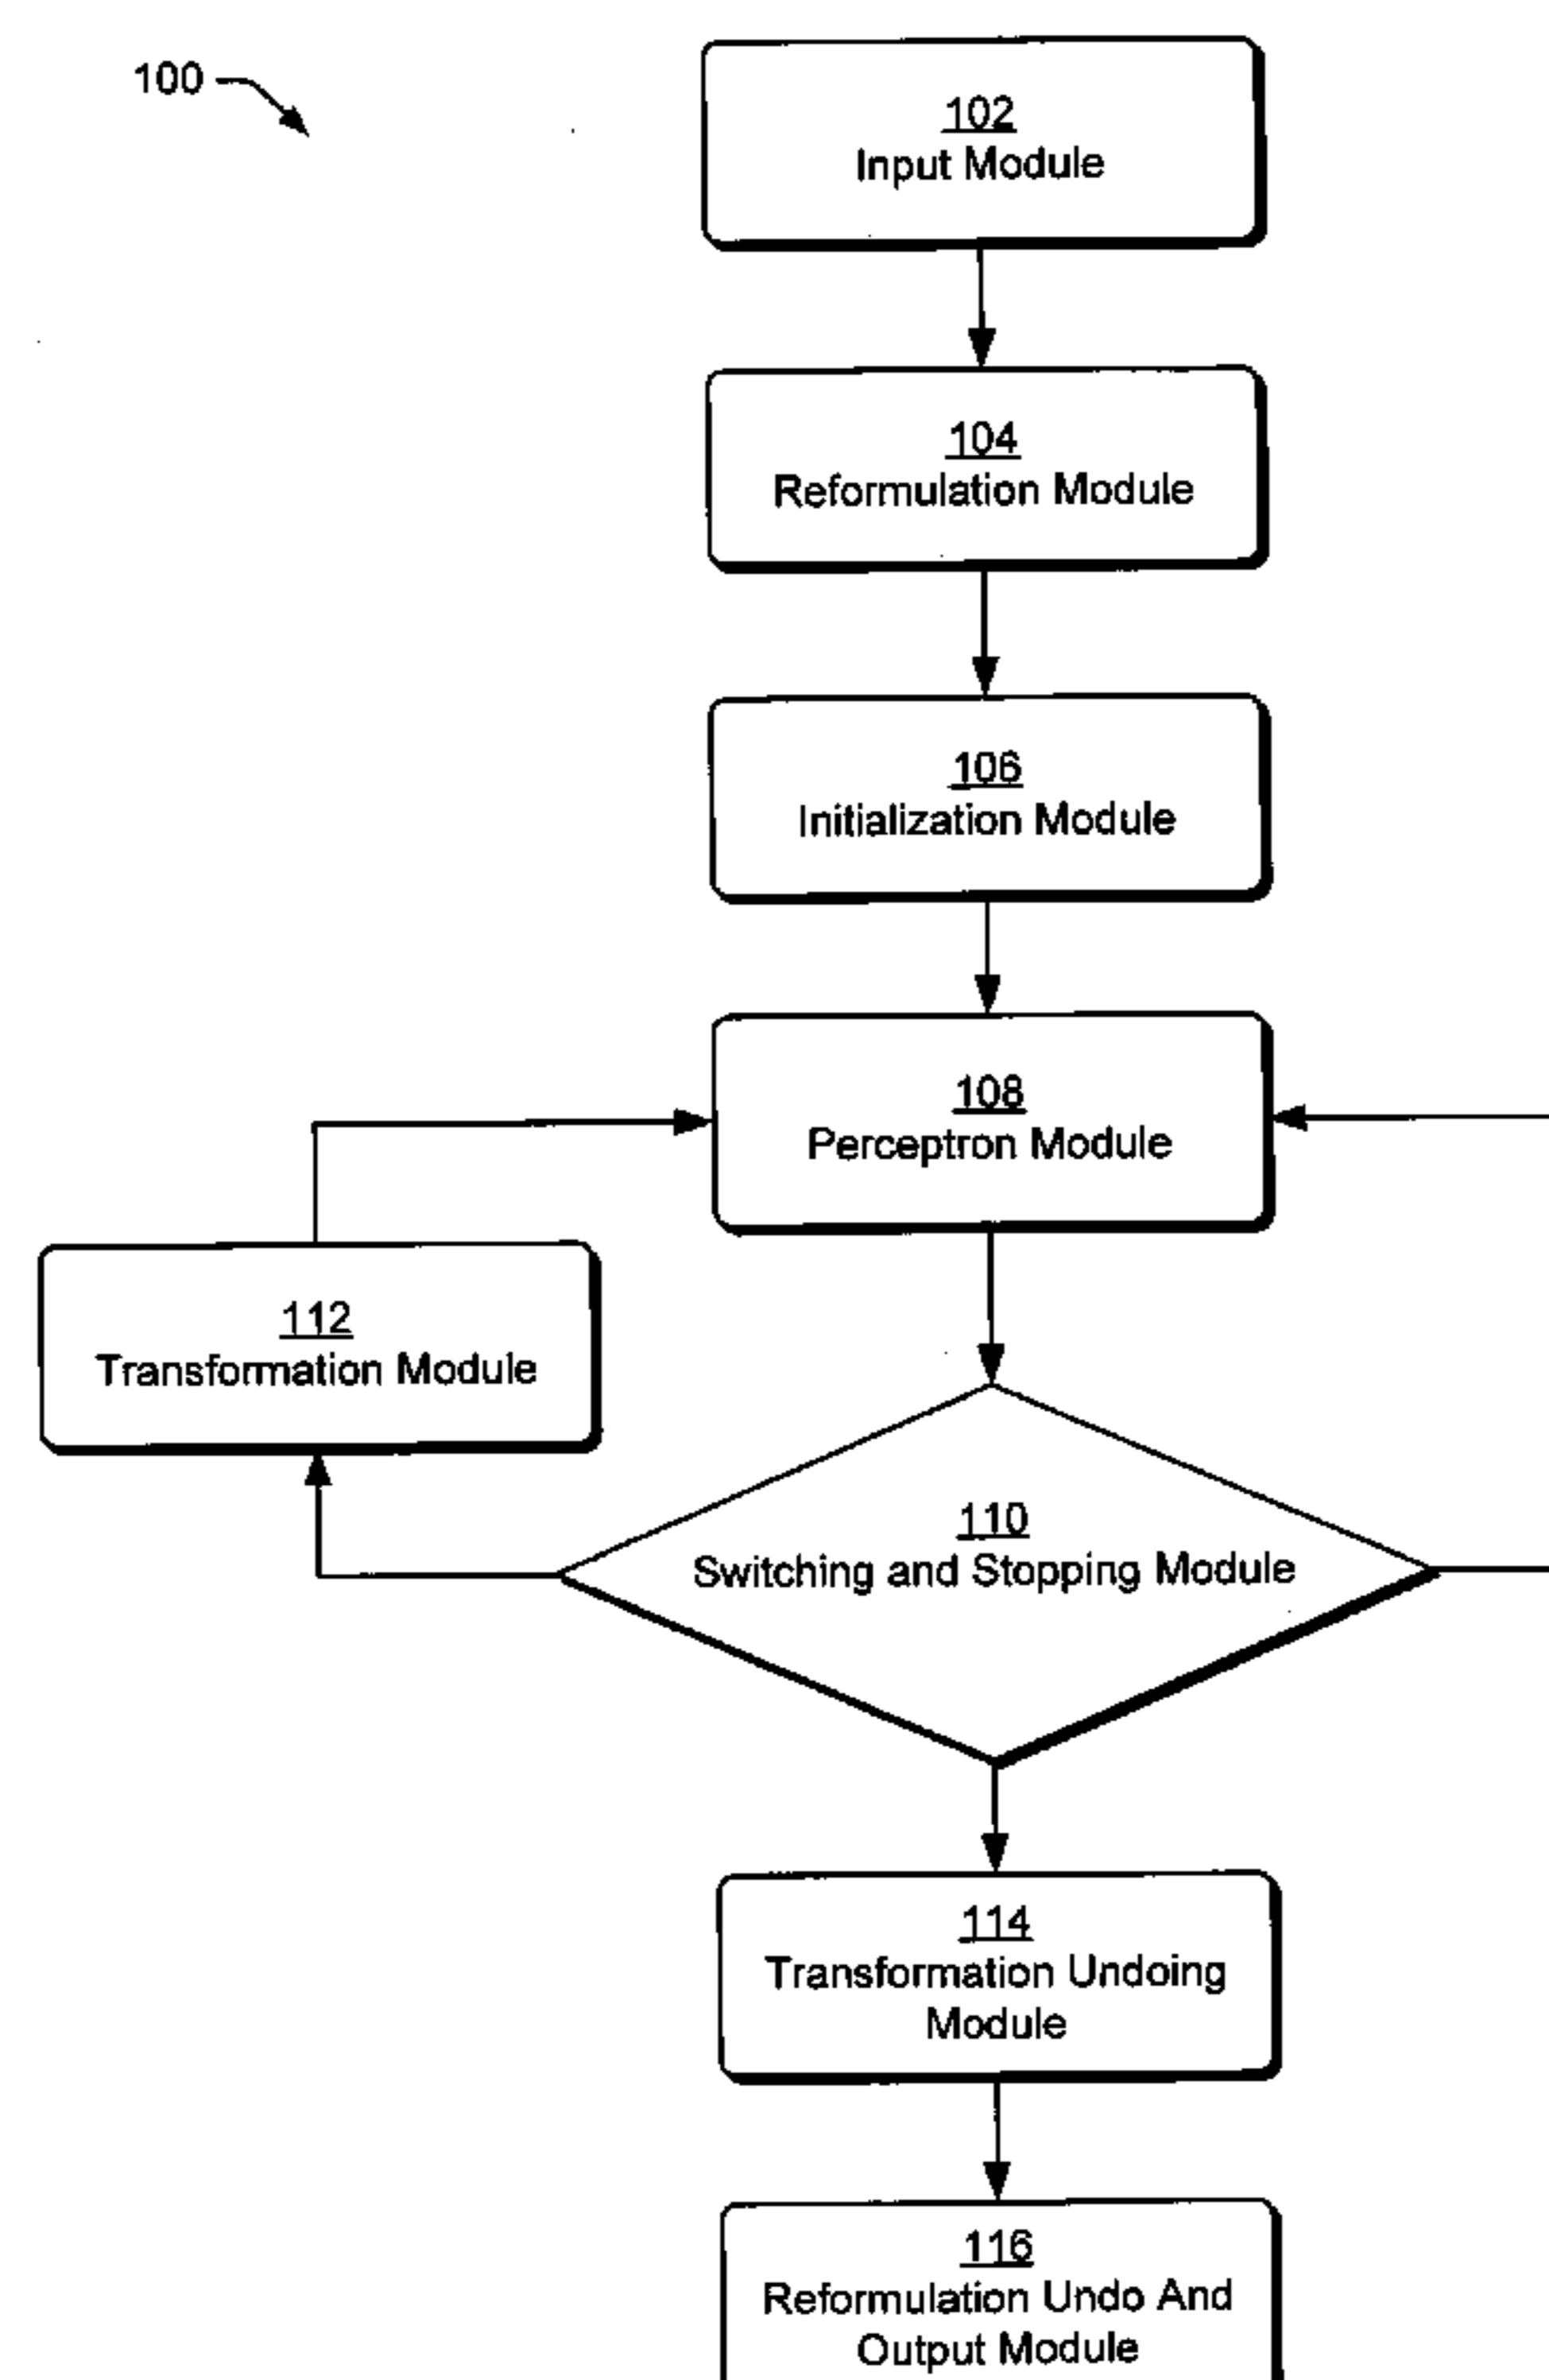 100
102
Input Module
104
Reformulation Module
106
Initialization Module
108
Perceptron Module
112
Transformation Module
110
Switching and Stopping Module
114
Transformation Undoing
Module
116
Reformulation Undo And
Output Module